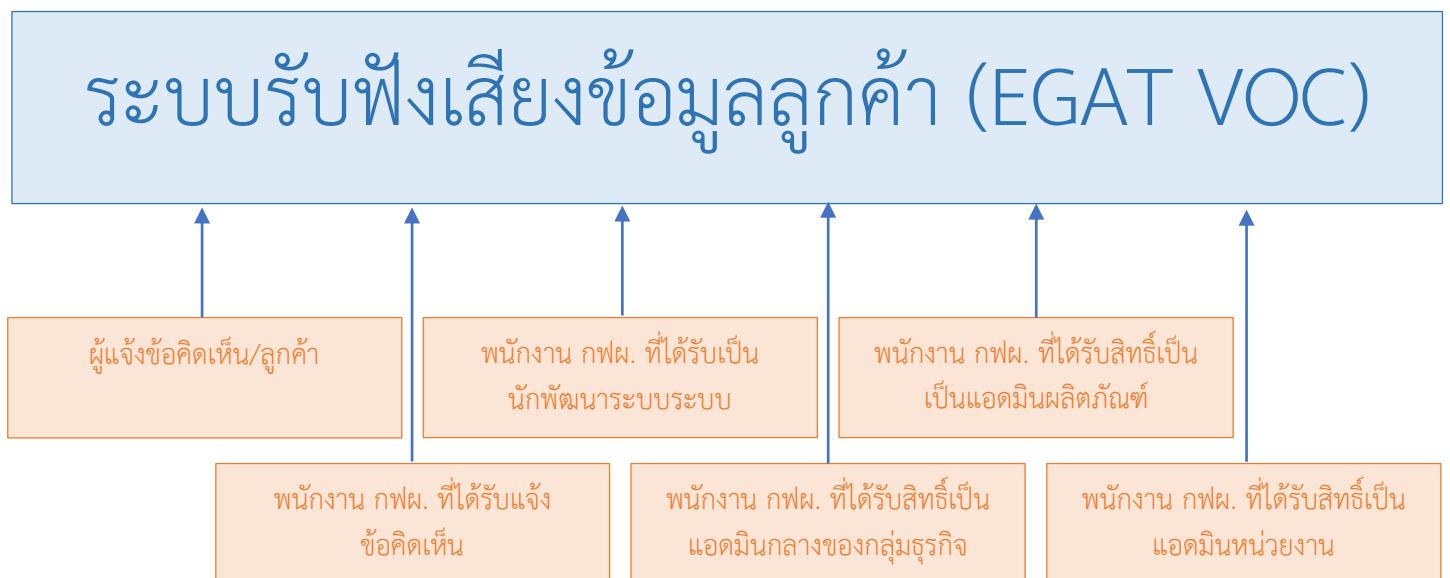 ระบบรับฟังเสียงข้อมูลลูกค้า (EGAT VOC)
ผู้แจ้งข้อคิดเห็น/ลูกค้า
พนักงาน กฟผ. ที่ได้รับเป็น
นักพัฒนาระบบระบบ
พนักงาน กฟผ. ที่ได้รับสิทธิ์เป็น
เป็นแอดมินผลิตภัณฑ์
พนักงาน กฟผ. ที่ได้รับแจ้ง
ข้อคิดเห็น
พนักงาน กฟผ. ที่ได้รับสิทธิ์เป็น
แอดมินกลางของกลุ่มธุรกิจ
พนักงาน กฟผ. ที่ได้รับสิทธิ์เป็น
แอดมินหน่วยงาน